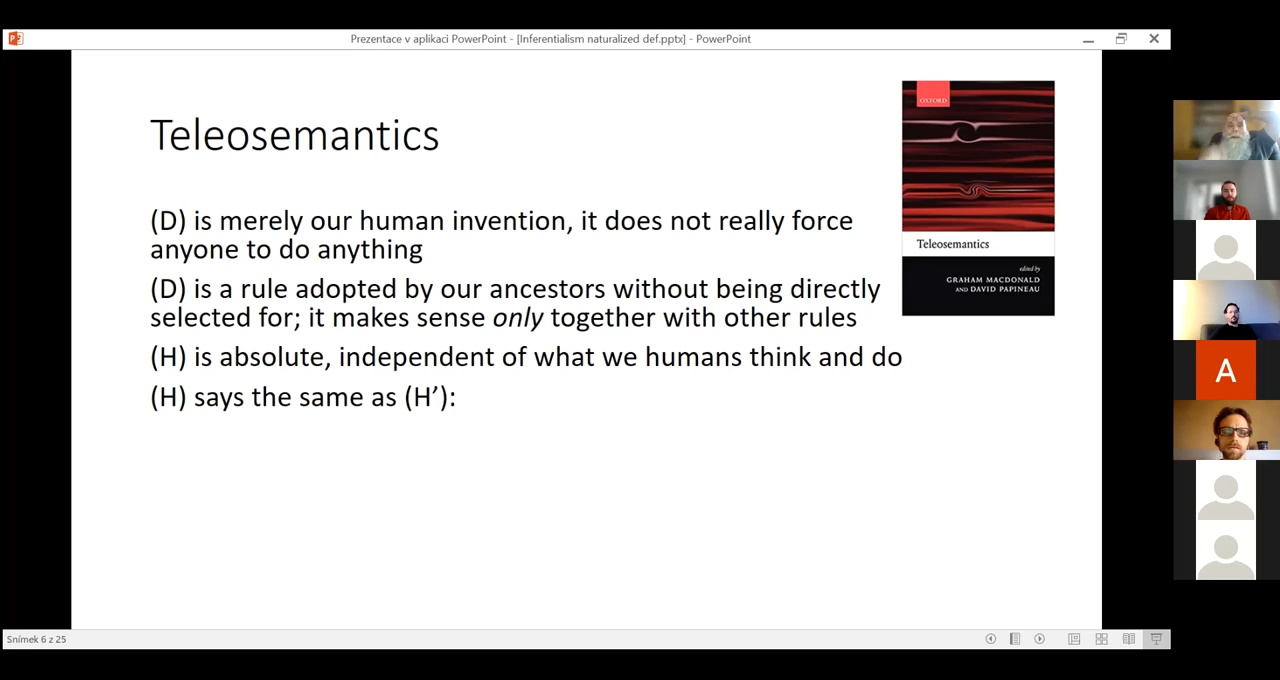 Prezentace v aplikaci PowerPoint - [Inferentialism naturalized def.pptx] - PowerPoint
Teleosemantics
(D) is merely our human invention, it does not really force
anyone to do anything
(D) is a rule adopted by our ancestors without being directly
selected for; it makes sense only together with other rules
(H) is absolute, independent of what we humans think and do
(H) says the same as (H’):
OXFORD
Teleosemantics
edited by
GRAHAM MACDONALD
AND DAVID PAPINEAU
A
Snímek 6 z 25